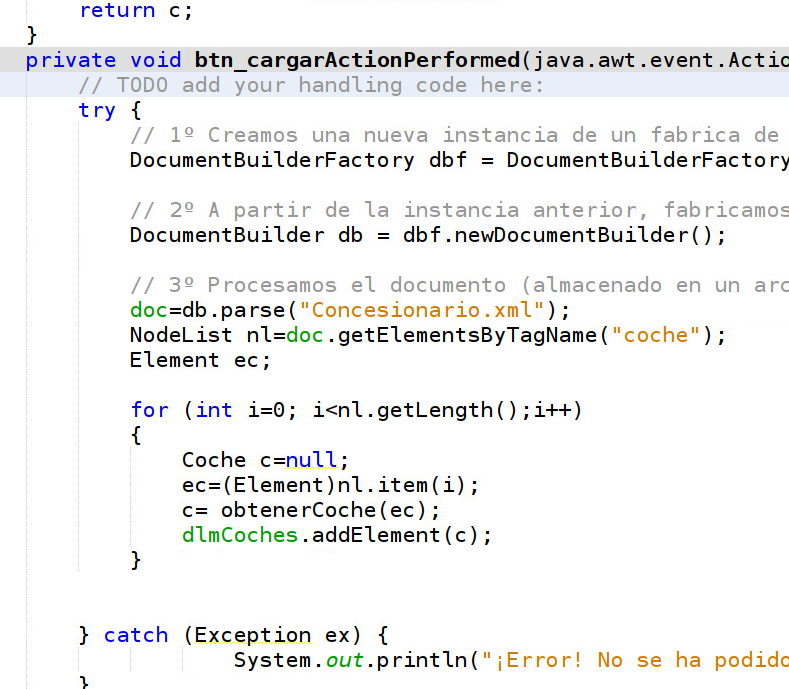 return c;
}
private void btn_cargarActionPerformed(java.awt.event.Actio
// TODO add your handling code here:
try {
// 1º Creamos una nueva instancia de un fabrica de
DocumentBuilderFactory dbf = DocumentBuilderFactory
// 2º A partir de la instancia anterior, fabricamos
DocumentBuilder db = dbf.newDocumentBuilder();
// 3º Procesamos el documento (almacenado en un arc
doc=db.parse("Concesionario.xml");
NodeList nl=doc.getElementsByTagName("coche");
Element ec;
for (int i=0; i<nl.getLength();i++)
{
Coche c=null;
ec=(Element)nl.item(i);
c= obtenerCoche(ec);
dlmCoches.addElement(c);
}
} catch (Exception ex) {
System.out.println("¡Error! No se ha podido
}